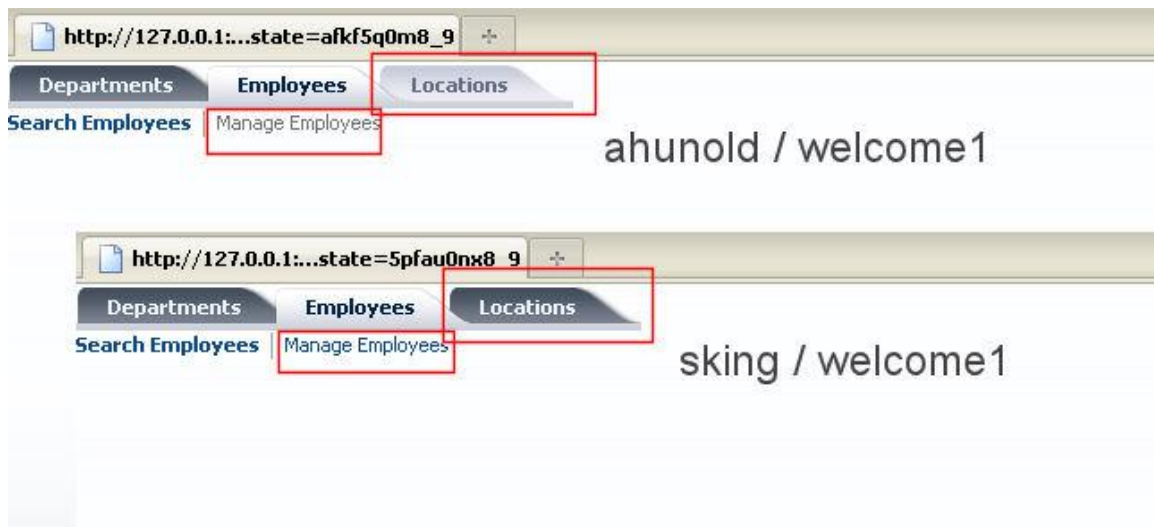 http://127.0.0.1:...state=afkf5q0m8_9
Departments Employees Locations
Search Employees | Manage Employees
ahunold / welcome1
http://127.0.0.1:...state=5pfau0nx8_9
Departments Employees Locations
Search Employees | Manage Employees
sking / welcome1